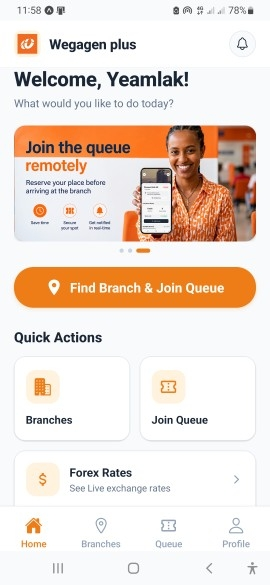 11:58
78%
Wegagen plus
Welcome, Yeamlak!
What would you like to do today?
Join the queue
remotely
Reserve your place before
arriving at the branch
Save time
Secure
your spot
Get notified
in real time
Find Branch & Join Queue
Quick Actions
Branches
Join Queue
Forex Rates
See Live exchange rates
Home
Branches
Queue
Profile